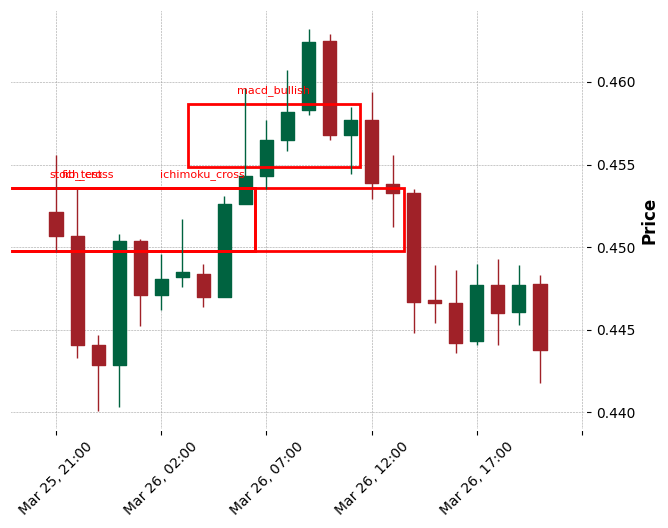 macd_bullish
ichimoku_cross
0.460
0.455
0.450
0.445
0.440
Price
Mar 25, 21:00
Mar 26, 02:00
Mar 26, 07:00
Mar 26, 12:00
Mar 26, 17:00